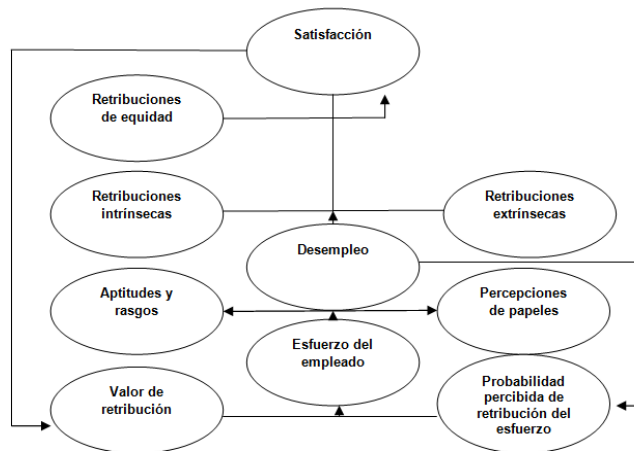 Satisfacción
Retribuciones
de equidad
Retribuciones
intrínsecas
Retribuciones
extrínsecas
Desempleo
Aptitudes y
rasgos
Percepciones
de papeles
Esfuerzo del
empleado
Valor de
retribución
Probabilidad
percibida de
retribución del
esfuerzo